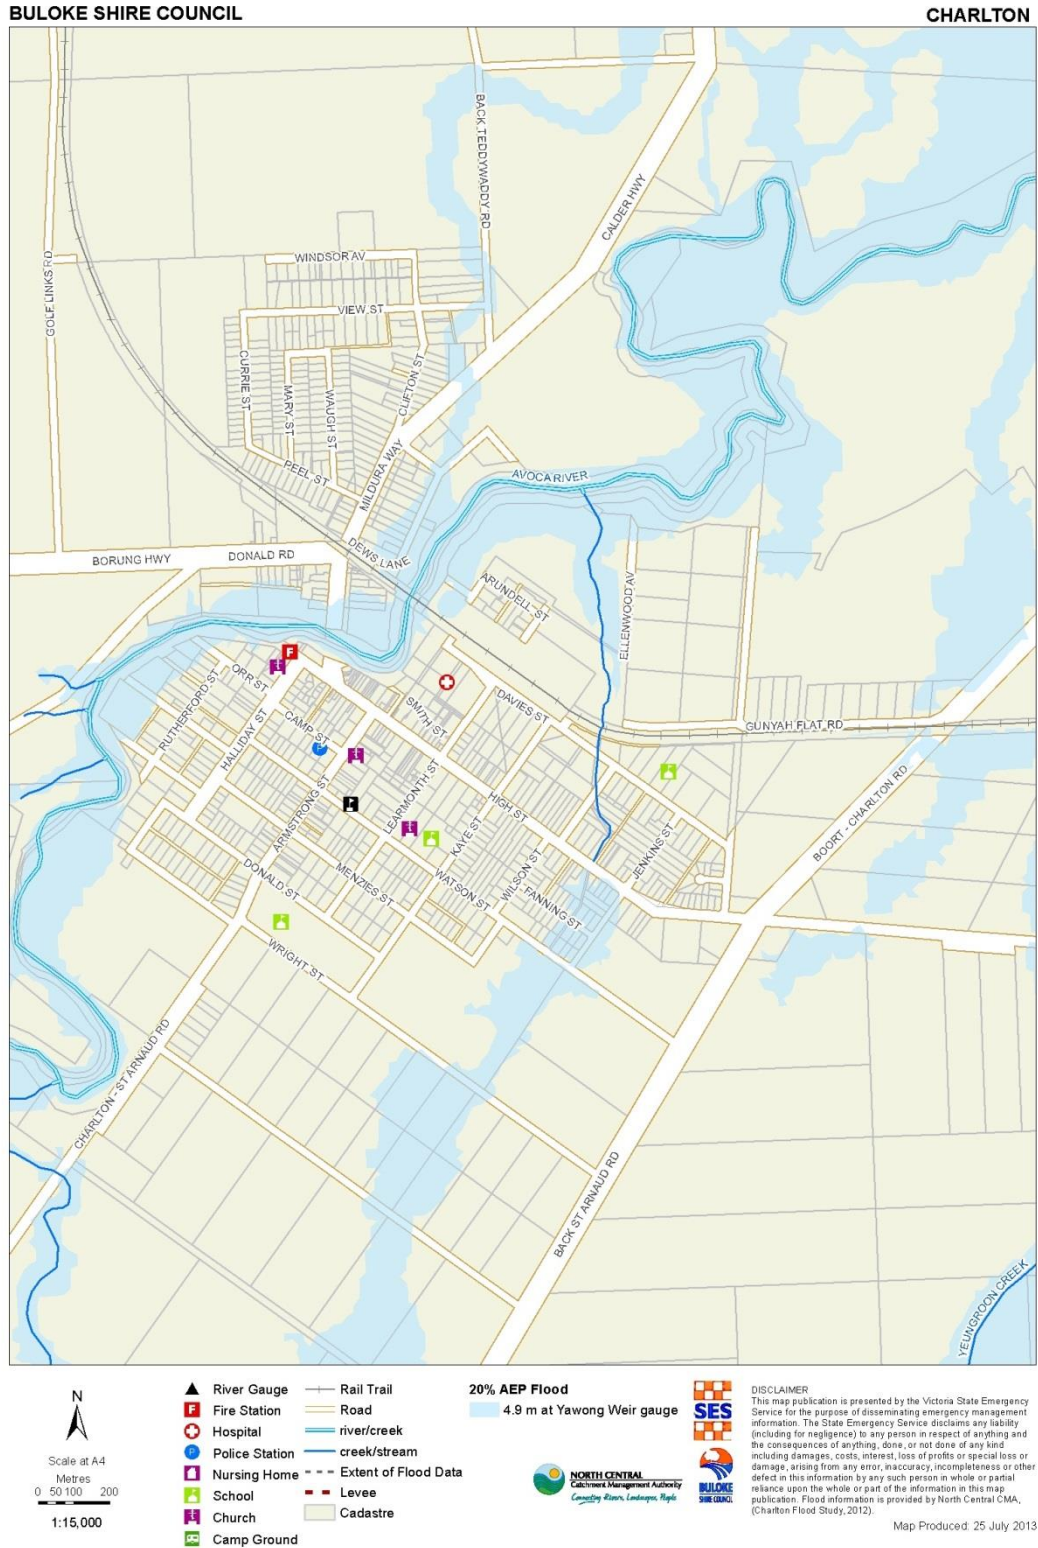 BULOKE SHIRE COUNCIL
CHARLTON
BACK TEDDYWADDY RD
CALDER HWY
GOLF LINKS RD
WINDSOR AV
VIEW ST
CURRIE ST
MARY ST
WAUGH ST
CLIFTON ST
PEEL ST
MILDURA WAY
AVOCA RIVER
BORUNG HWY
DONALD RD
DEWS LANE
ARUNDELL ST
ELLENWOOD AV
F
RUTHERFORD ST
ORR ST
HALLIDAY ST
CAMP ST
P
SMITH ST
DAVIES ST
GUNYAH FLAT RD
ARMSTRONG ST
LEARMONTH ST
HIGH ST
KAYE ST
BOORT - CHARLTON RD
JENKINS ST
WILSON ST
FANNING ST
DONALD ST
MENZIES ST
WATSON ST
WRIGHT ST
CHARLTON - ST ARNAUD RD
BACK ST ARNAUD RD
YEUNGROON CREEK
N
Scale at A4
Metres
0 50 100 200
1:15,000
River Gauge
F Fire Station
Hospital
P Police Station
Nursing Home
School
Church
Camp Ground
Rail Trail
Road
river/creek
creek/stream
Extent of Flood Data
Levee
Cadastre
20% AEP Flood
4.9 m at Yawong Weir gauge
NORTH CENTRAL
Catchment Management Authority
Connecting Rivers, Landscapes, People
SES
BULOKE
SHIRE COUNCIL
DISCLAIMER
This map publication is presented by the Victoria State Emergency
Service for the purpose of disseminating emergency management
information. The State Emergency Service disclaims any liability
(including for negligence) to any person in respect of anything and
the consequences of anything, done, or not done of any kind
including damages, costs, interest, loss of profits or special loss or
damage, arising from any error, inaccuracy, incompleteness or other
defect in this information by any such person in whole or partial
reliance upon the whole or part of the information in this map
publication. Flood information is provided by North Central CMA,
(Charlton Flood Study, 2012).
Map Produced: 25 July 2013